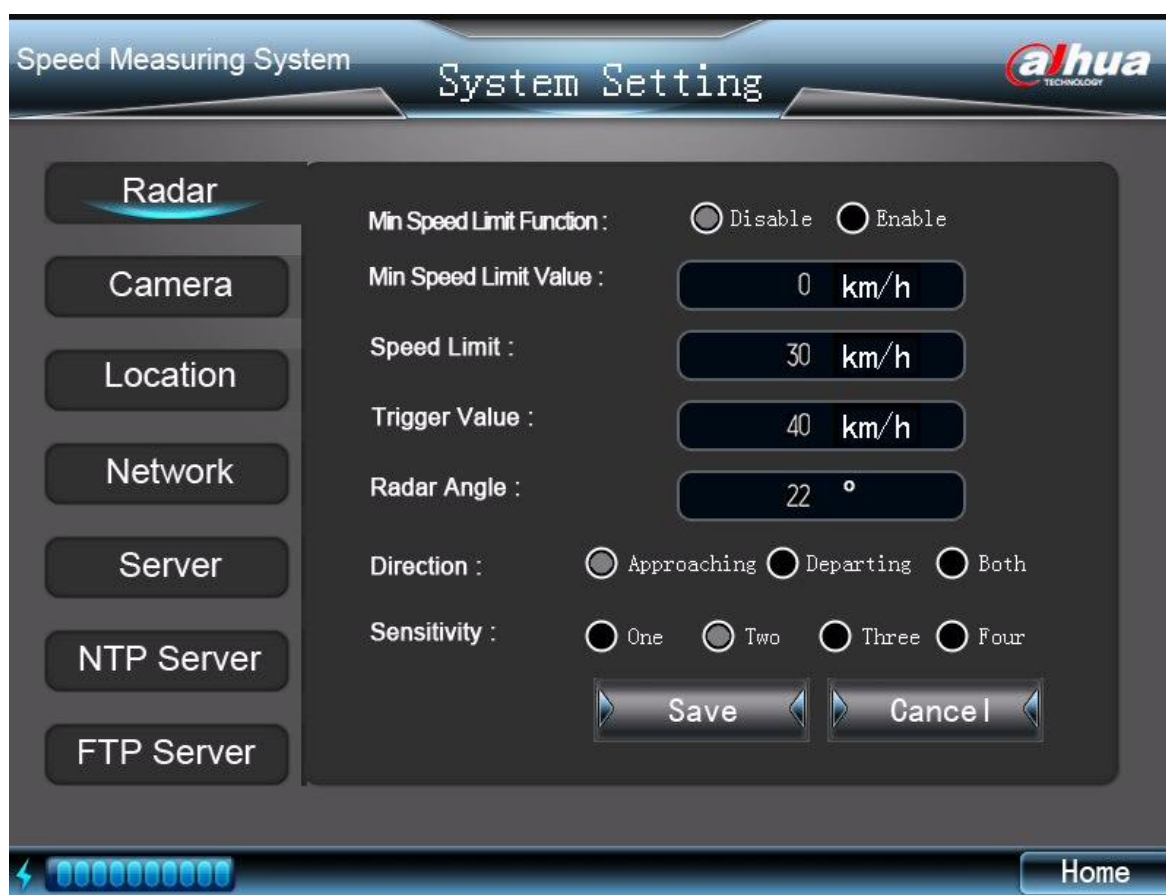 Speed Measuring System
System Setting
alhua
TECHNOLOGY
Radar
Camera
Location
Network
Server
NTP Server
FTP Server
Min Speed Limit Function : Disable Enable
Min Speed Limit Value : 0 km/h
Speed Limit : 30 km/h
Trigger Value : 40 km/h
Radar Angle : 22 °
Direction : Approaching Departing Both
Sensitivity : One Two Three Four
Save Cancel
Home